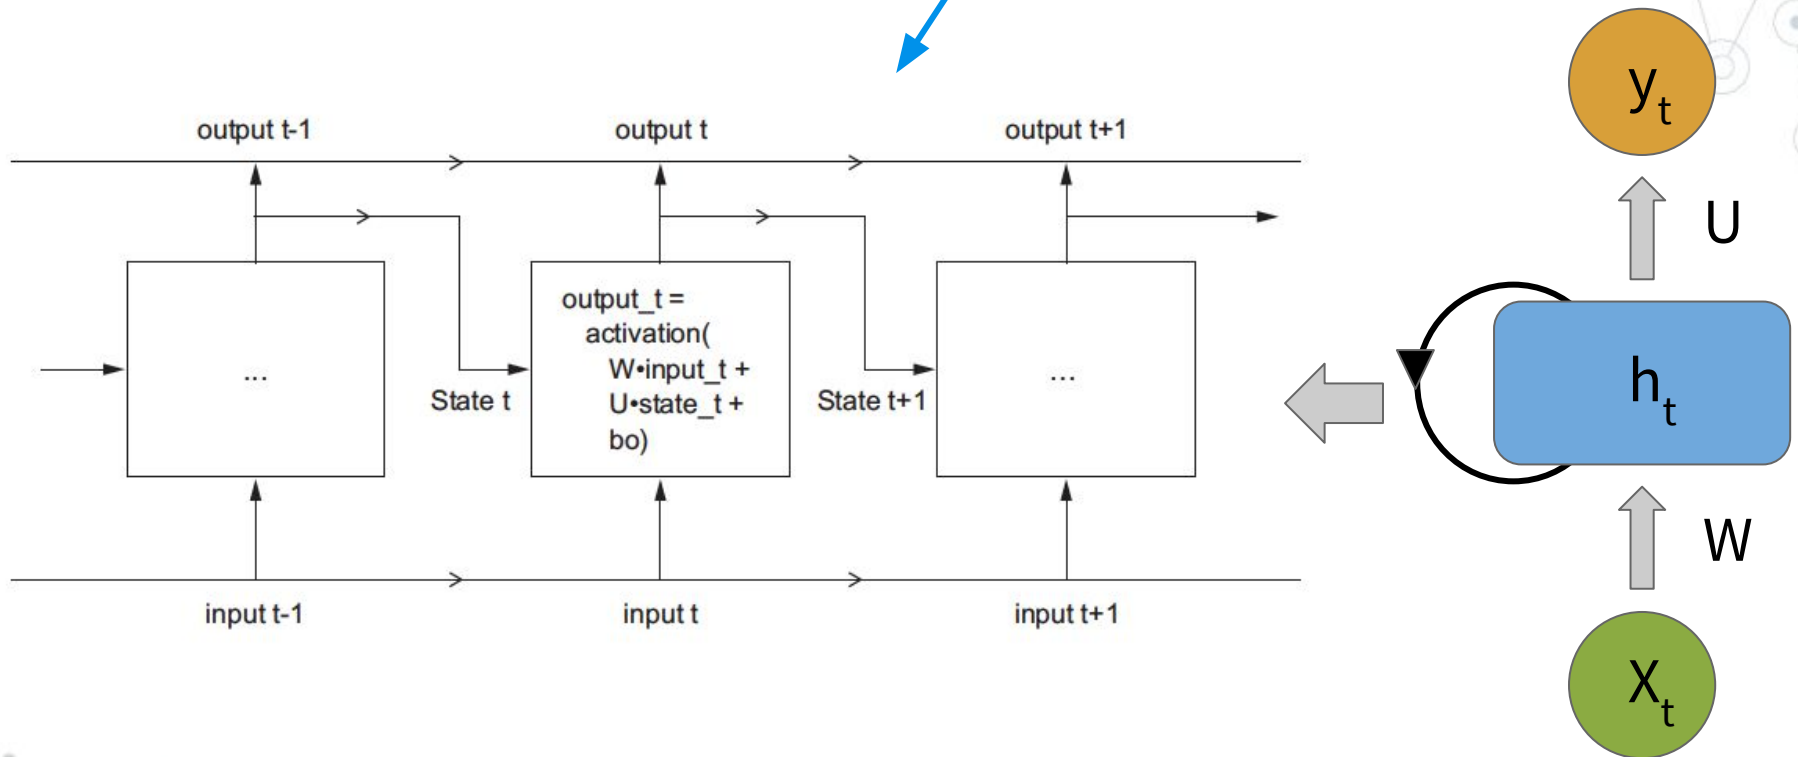 output t-1
output t
output t+1
...
output_t =
activation(
W•input_t +
U•state_t +
bo)
...
State t
State t+1
input t-1
input t
input t+1
yt
U
ht
W
Xt